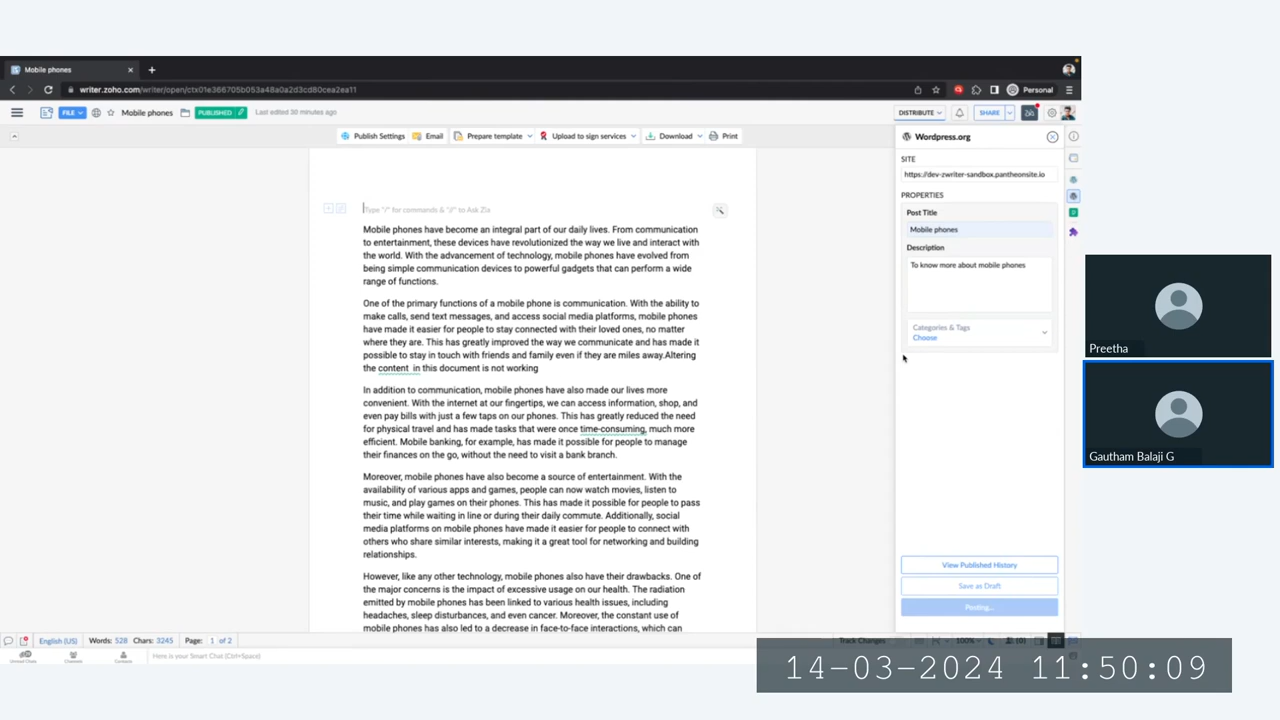 Mobile phones
writer.zoho.com/writer/open/ctx01e366705b053a48a0a2d3cd80cea2ea11
Personal
FILE
Mobile phones
PUBLISHED
Last edited 30 minutes ago
DISTRIBUTE
SHARE
Publish Settings
Email
Prepare template
Upload to sign services
Download
Print
Type "/" for commands & "//" to Ask Zia
Mobile phones have become an integral part of our daily lives. From communication
to entertainment, these devices have revolutionized the way we live and interact with
the world. With the advancement of technology, mobile phones have evolved from
being simple communication devices to powerful gadgets that can perform a wide
range of functions.
One of the primary functions of a mobile phone is communication. With the ability to
make calls, send text messages, and access social media platforms, mobile phones
have made it easier for people to stay connected with their loved ones, no matter
where they are. This has greatly improved the way we communicate and has made it
possible to stay in touch with friends and family even if they are miles away.Altering
the content in this document is not working
In addition to communication, mobile phones have also made our lives more
convenient. With the internet at our fingertips, we can access information, shop, and
even pay bills with just a few taps on our phones. This has greatly reduced the need
for physical travel and has made tasks that were once time-consuming, much more
efficient. Mobile banking, for example, has made it possible for people to manage
their finances on the go, without the need to visit a bank branch.
Moreover, mobile phones have also become a source of entertainment. With the
availability of various apps and games, people can now watch movies, listen to
music, and play games on their phones. This has made it possible for people to pass
their time while waiting in line or during their daily commute. Additionally, social
media platforms on mobile phones have made it easier for people to connect with
others who share similar interests, making it a great tool for networking and building
relationships.
However, like any other technology, mobile phones also have their drawbacks. One of
the major concerns is the impact of excessive usage on our health. The radiation
emitted by mobile phones has been linked to various health issues, including
headaches, sleep disturbances, and even cancer. Moreover, the constant use of
mobile phones has also led to a decrease in face-to-face interactions, which can
Wordpress.org
SITE
https://dev-zwriter-sandbox.pantheonsite.io
PROPERTIES
Post Title
Mobile phones
Description
To know more about mobile phones
Categories & Tags
Choose
View Published History
Save as Draft
Posting...
English (US)
Words: 528 Chars: 3245 Page: 1 of 2
Track Changes
100%
Unread Chats
Channels
Contacts
Here is your Smart Chat (Ctrl+Space)
Preetha
Gautham Balaji G
14-03-2024 11:50:09